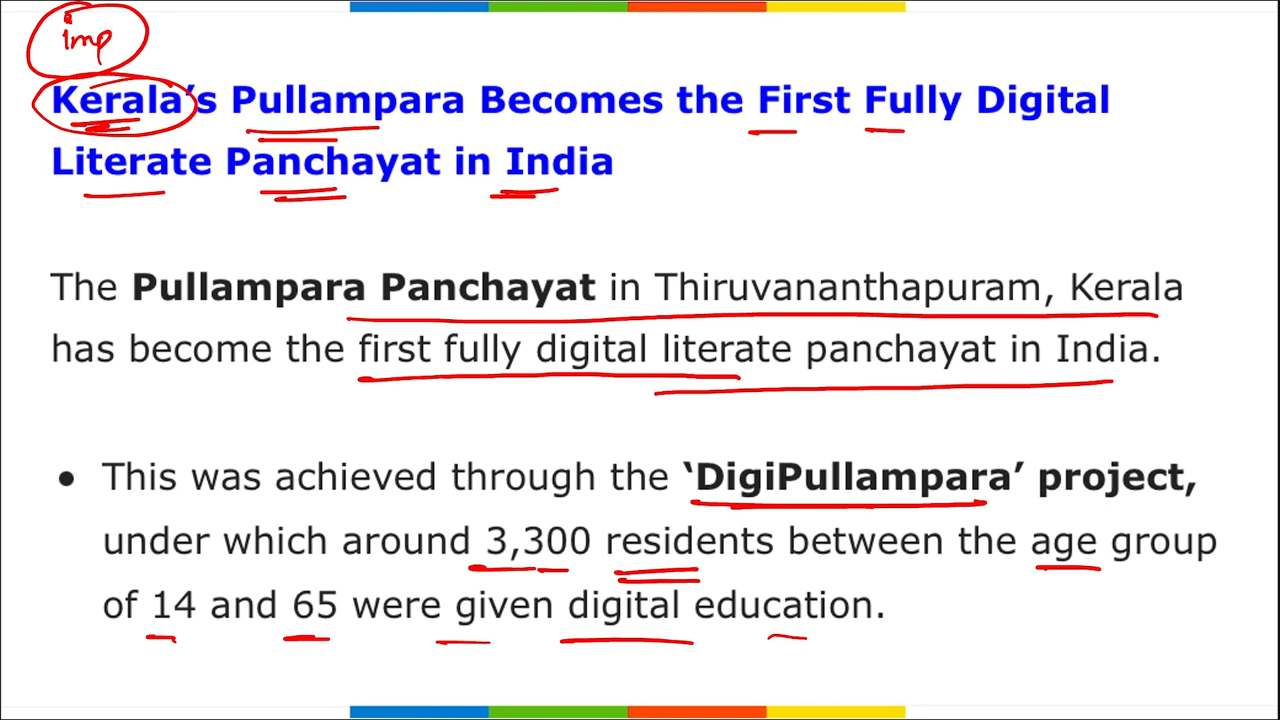 imp
Kerala's Pullampara Becomes the First Fully Digital
Literate Panchayat in India
The Pullampara Panchayat in Thiruvananthapuram, Kerala
has become the first fully digital literate panchayat in India.
• This was achieved through the ‘DigiPullampara’ project,
under which around 3,300 residents between the age group
of 14 and 65 were given digital education.